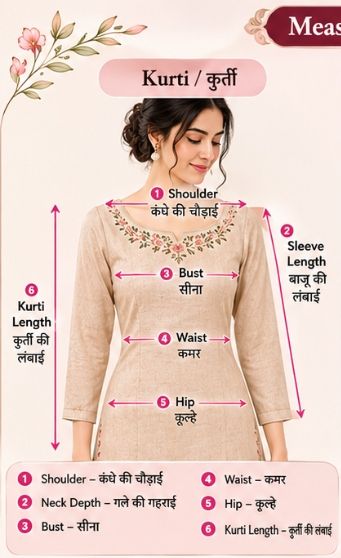 Meas
Kurti / कुर्ती
1 Shoulder
कंधे की चौड़ाई
2
Sleeve
Length
बाजू की
लंबाई
3 Bust
सीना
6
Kurti
Length
कुर्ती की
लंबाई
4 Waist
कमर
5 Hip
कूल्हे
1 Shoulder – कंधे की चौड़ाई
2 Neck Depth – गले की गहराई
3 Bust – सीना
4 Waist – कमर
5 Hip – कूल्हे
6 Kurti Length – कुर्ती की लंबाई